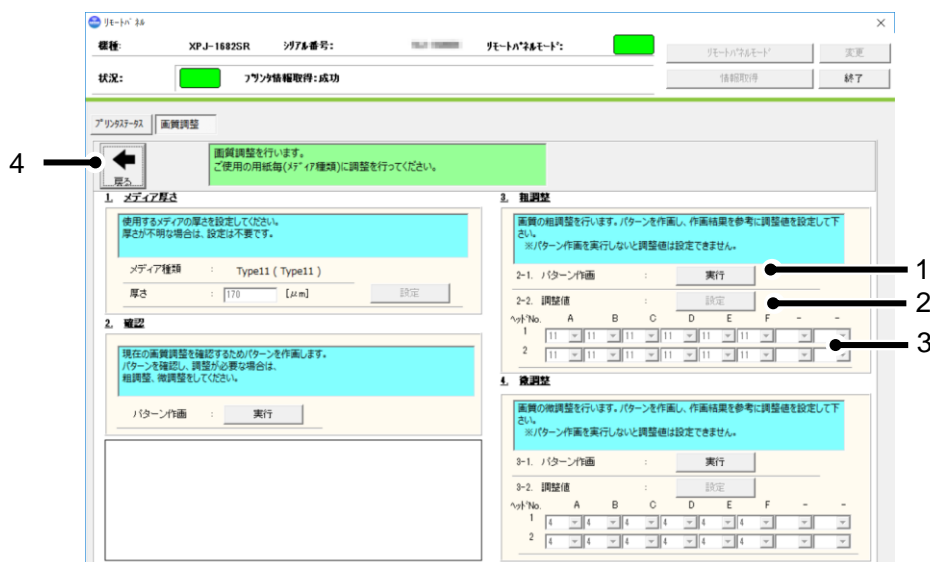 リモートパネル
機種: XPJ-1682SR シリアル番号: リモートパネルモード: リモートパネルモード 変更
状況: プリンタ情報取得:成功 情報取得 終了
プリンタステータス 画質調整
4
戻る
画質調整を行います。
ご使用の用紙毎(メディア種類)に調整を行ってください。
1. メディア厚さ
使用するメディアの厚さを設定してください。
厚さが不明な場合は、設定は不要です。
メディア種類 : Type11 ( Type11 )
厚さ : 170 [μm] 設定
2. 確認
現在の画質調整を確認するためパターンを作画します。
パターンを確認し、調整が必要な場合は、
粗調整、微調整をしてください。
パターン作画 : 実行
3. 粗調整
画質の粗調整を行います。パターンを作画し、作画結果を参考に調整値を設定して下
さい。
※パターン作画を実行しないと調整値は設定できません。
2-1. パターン作画 : 実行
1
2-2. 調整値 : 設定
2
ヘッドNo. A B C D E F - -
1 11 11 11 11 11 11
2 11 11 11 11 11 11
3
4. 微調整
画質の微調整を行います。パターンを作画し、作画結果を参考に調整値を設定して下
さい。
※パターン作画を実行しないと調整値は設定できません。
3-1. パターン作画 : 実行
3-2. 調整値 : 設定
ヘッドNo. A B C D E F - -
1 4 4 4 4 4 4
2 4 4 4 4 4 4